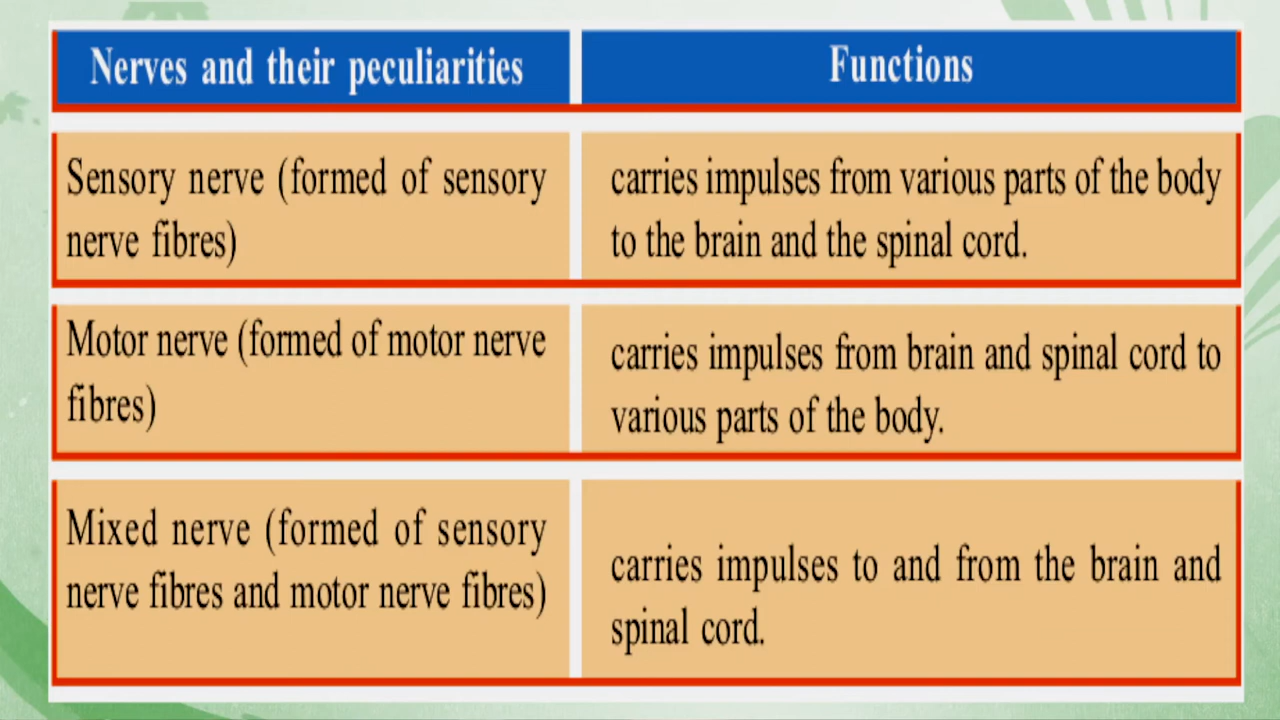 Nerves and their peculiarities
Functions
Sensory nerve (formed of sensory
nerve fibres)
carries impulses from various parts of the body
to the brain and the spinal cord.
Motor nerve (formed of motor nerve
fibres)
carries impulses from brain and spinal cord to
various parts of the body.
Mixed nerve (formed of sensory
nerve fibres and motor nerve fibres)
carries impulses to and from the brain and
spinal cord.